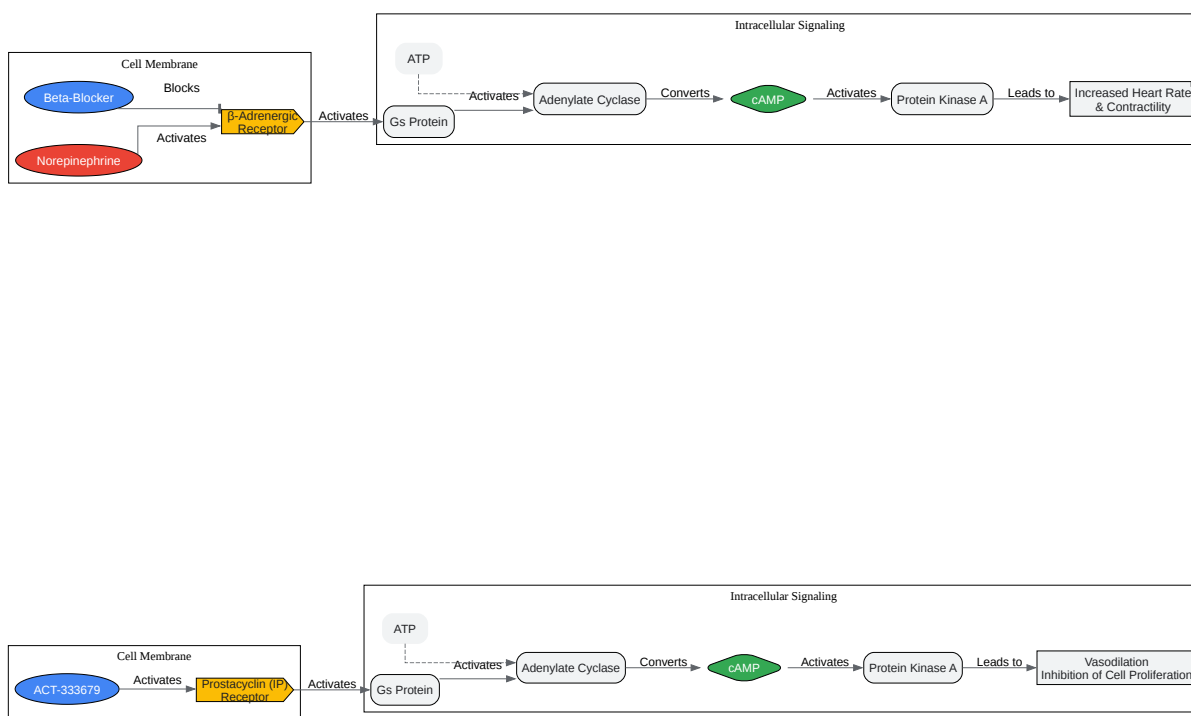 Intracellular Signaling
Cell Membrane
ATP
Beta-Blocker
Blocks
Activates
Adenylate Cyclase
Converts
cAMP
Activates
Protein Kinase A
Leads to
Increased Heart Rate
& Contractility
β-Adrenergic
Receptor
Activates
Gs Protein
Activates
Norepinephrine
Intracellular Signaling
ATP
Cell Membrane
Activates
Adenylate Cyclase
Converts
cAMP
Activates
Protein Kinase A
Leads to
Vasodilation
Inhibition of Cell Proliferation
ACT-333679
Activates
Prostacyclin (IP)
Receptor
Activates
Gs Protein